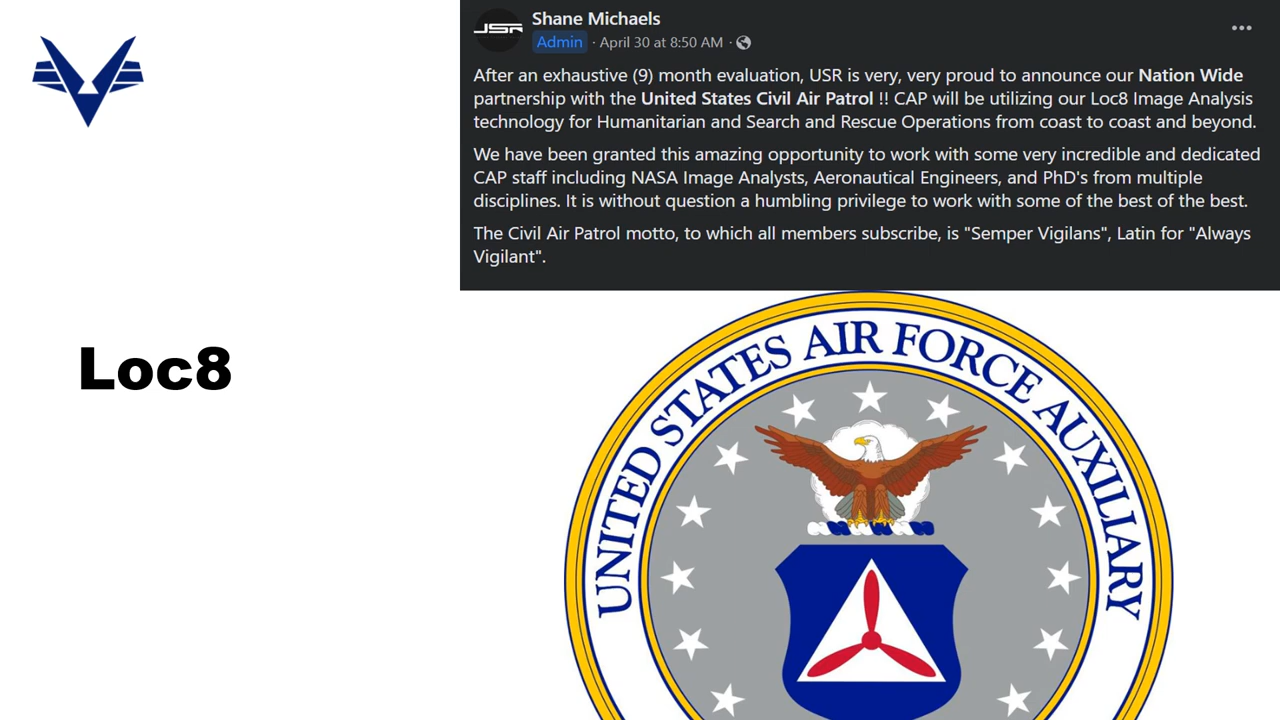 Shane Michaels
Admin · April 30 at 8:50 AM ·
After an exhaustive (9) month evaluation, USR is very, very proud to announce our Nation Wide
partnership with the United States Civil Air Patrol !! CAP will be utilizing our Loc8 Image Analysis
technology for Humanitarian and Search and Rescue Operations from coast to coast and beyond.
We have been granted this amazing opportunity to work with some very incredible and dedicated
CAP staff including NASA Image Analysts, Aeronautical Engineers, and PhD's from multiple
disciplines. It is without question a humbling privilege to work with some of the best of the best.
The Civil Air Patrol motto, to which all members subscribe, is "Semper Vigilans", Latin for "Always
Vigilant".
Loc8
UNITED STATES AIR FORCE AUXILIARY